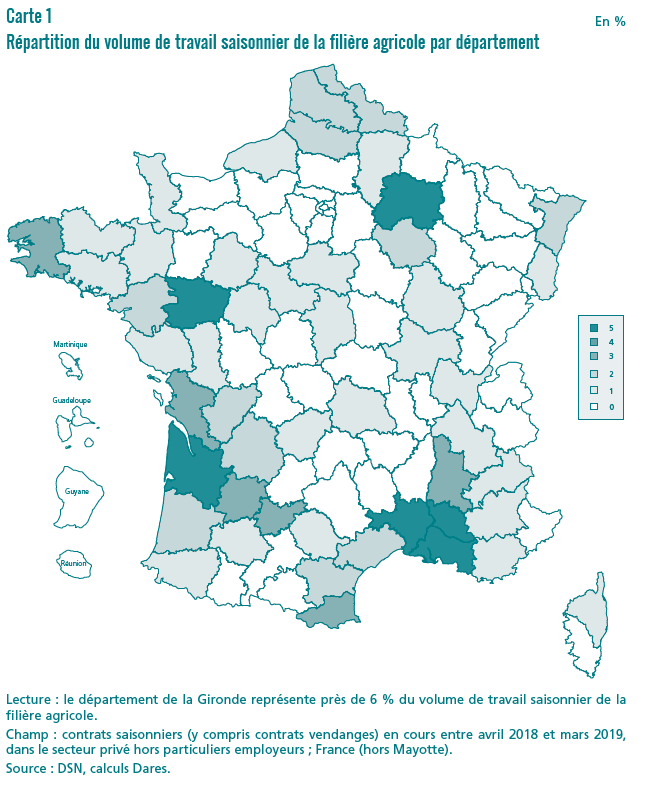 Carte 1
En %
Répartition du volume de travail saisonnier de la filière agricole par département
Martinique
Guadeloupe
Guyane
Réunion
5
4
3
2
1
0
Lecture : le département de la Gironde représente près de 6 % du volume de travail saisonnier de la
filière agricole.
Champ : contrats saisonniers (y compris contrats vendanges) en cours entre avril 2018 et mars 2019,
dans le secteur privé hors particuliers employeurs ; France (hors Mayotte).
Source : DSN, calculs Dares.